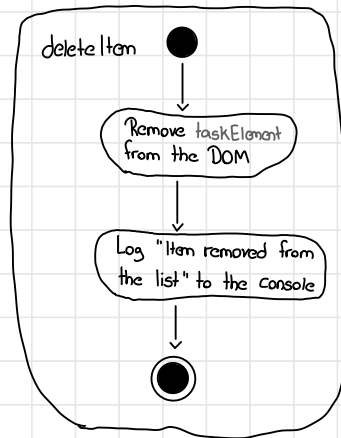 deleteItem
Remove taskElement
from the DOM
Log "Item removed from
the list" to the console